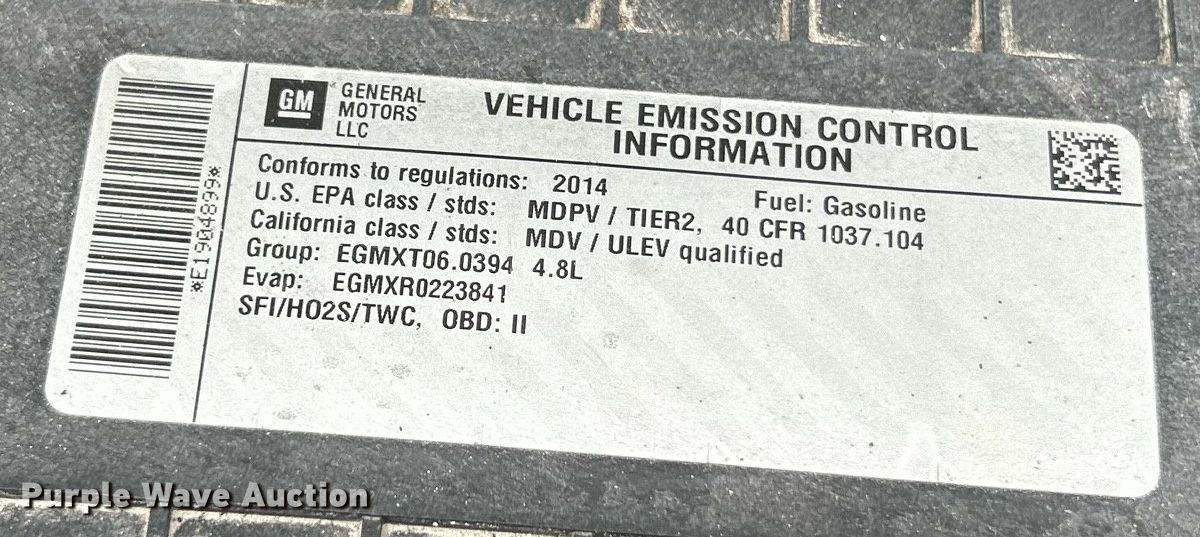 GM
GENERAL
MOTORS
LLC
VEHICLE EMISSION CONTROL
INFORMATION
*E1904899*
Conforms to regulations: 2014 Fuel: Gasoline
U.S. EPA class / stds: MDPV / TIER2, 40 CFR 1037.104
California class / stds: MDV / ULEV qualified
Group: EGMXT06.0394 4.8L
Evap: EGMXR0223841
SFI/HO2S/TWC, OBD: II
Purple Wave Auction